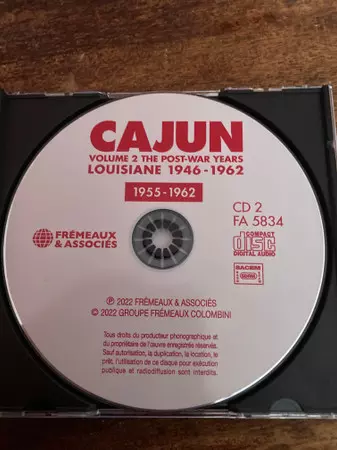 CAJUN
VOLUME 2 THE POST-WAR YEARS
LOUISIANE 1946-1962
1955-1962
CD 2
FA 5834
FRÉMEAUX
& ASSOCIÉS
COMPACT
disc
DIGITAL AUDIO
SACEM
℗ 2022 FRÉMEAUX & ASSOCIÉS
© 2022 GROUPE FRÉMEAUX COLOMBINI
Tous droits du producteur phonographique et
du propriétaire de l'œuvre enregistrée réservés.
Sauf autorisation, la duplication, la location, le
prêt, l'utilisation de ce disque pour exécution
publique et radiodiffusion sont interdits.